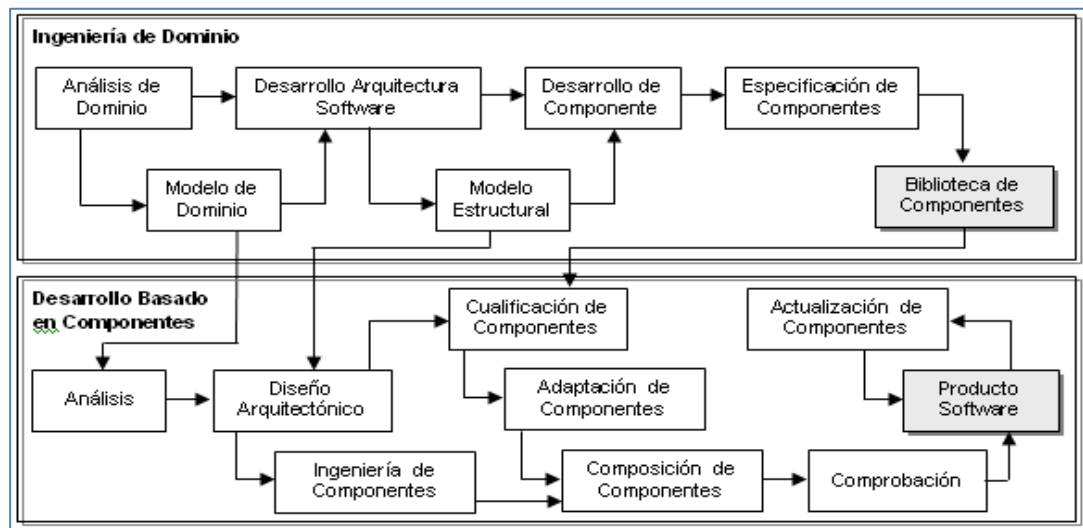 Ingeniería de Dominio
Análisis de
Dominio
Desarrollo Arquitectura
Software
Desarrollo de
Componente
Especificación de
Componentes
Modelo de
Dominio
Modelo
Estructural
Biblioteca de
Componentes
Desarrollo Basado
en Componentes
Cualificación de
Componentes
Actualización de
Componentes
Análisis
Diseño
Arquitectónico
Adaptación de
Componentes
Producto
Software
Ingeniería de
Componentes
Composición de
Componentes
Comprobación